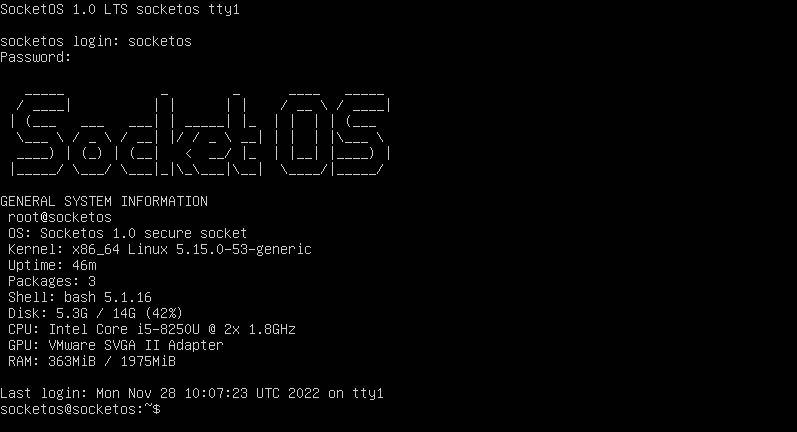 SocketOS 1.0 LTS socketos tty1
socketos login: socketos
Password:
SocketOS
GENERAL SYSTEM INFORMATION
root@socketos
OS: Socketos 1.0 secure socket
Kernel: x86_64 Linux 5.15.0-53-generic
Uptime: 46m
Packages: 3
Shell: bash 5.1.16
Disk: 5.3G / 14G (42%)
CPU: Intel Core i5-8250U @ 2x 1.8GHz
GPU: VMware SVGA II Adapter
RAM: 363MiB / 1975MiB
Last login: Mon Nov 28 10:07:23 UTC 2022 on tty1
socketos@socketos:~$